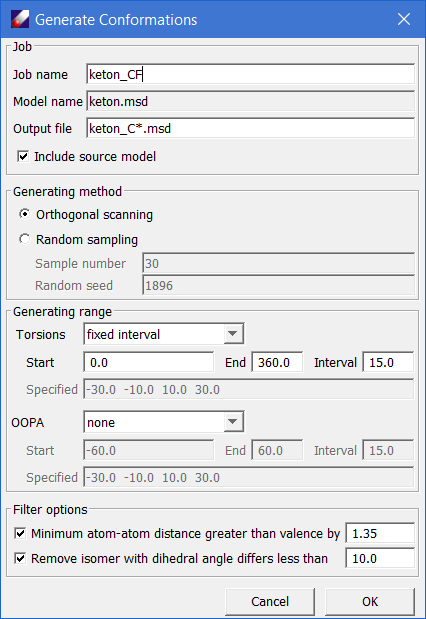 Generate Conformations
Job
Job name keton_CF
Model name keton.msd
Output file keton_C*.msd
Include source model
Generating method
Orthogonal scanning
Random sampling
Sample number 30
Random seed 1896
Generating range
Torsions fixed interval
Start 0.0 End 360.0 Interval 15.0
Specified -30.0 -10.0 10.0 30.0
OOPA none
Start -60.0 End 60.0 Interval 15.0
Specified -30.0 -10.0 10.0 30.0
Filter options
Minimum atom-atom distance greater than valence by 1.35
Remove isomer with dihedral angle differs less than 10.0
Cancel OK